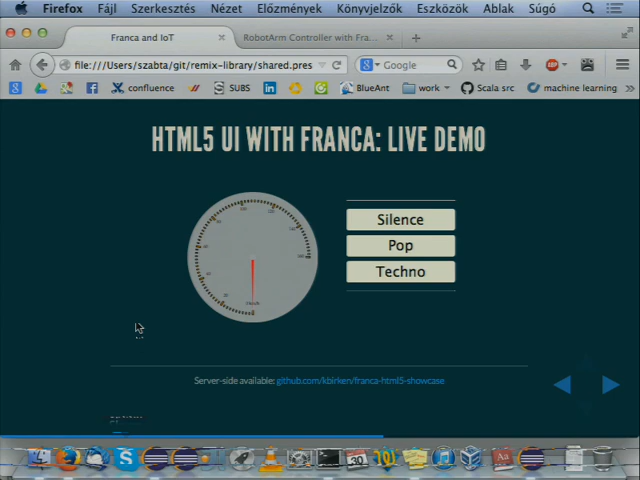 Firefox Fájl Szerkesztés Nézet Előzmények Könyvjelzők Eszközök Ablak Súgó
Franca and IoT
RobotArm Controller with Fra...
file:///Users/szabta/git/remix-library/shared.pres
Google
confluence
SUBS
BlueAnt
work
Scala src
machine learning
HTML5 UI WITH FRANCA: LIVE DEMO
Silence
Pop
Techno
Server-side available: github.com/kbirken/franca-html5-showcase